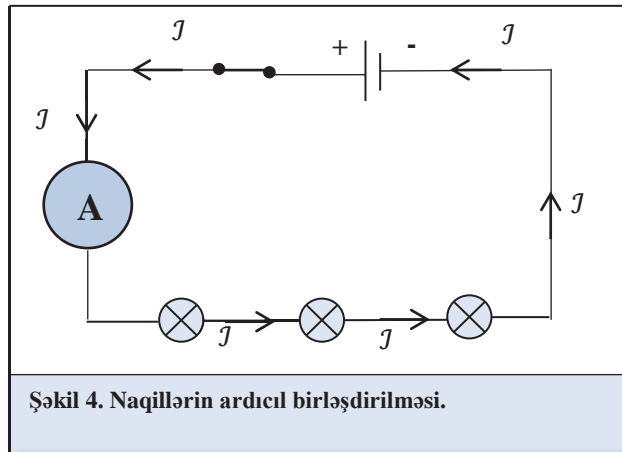 𝒥
+ -
𝒥
𝒥
A
𝒥
𝒥
𝒥
Şəkil 4. Naqillərin ardıcıl birləşdirilməsi.